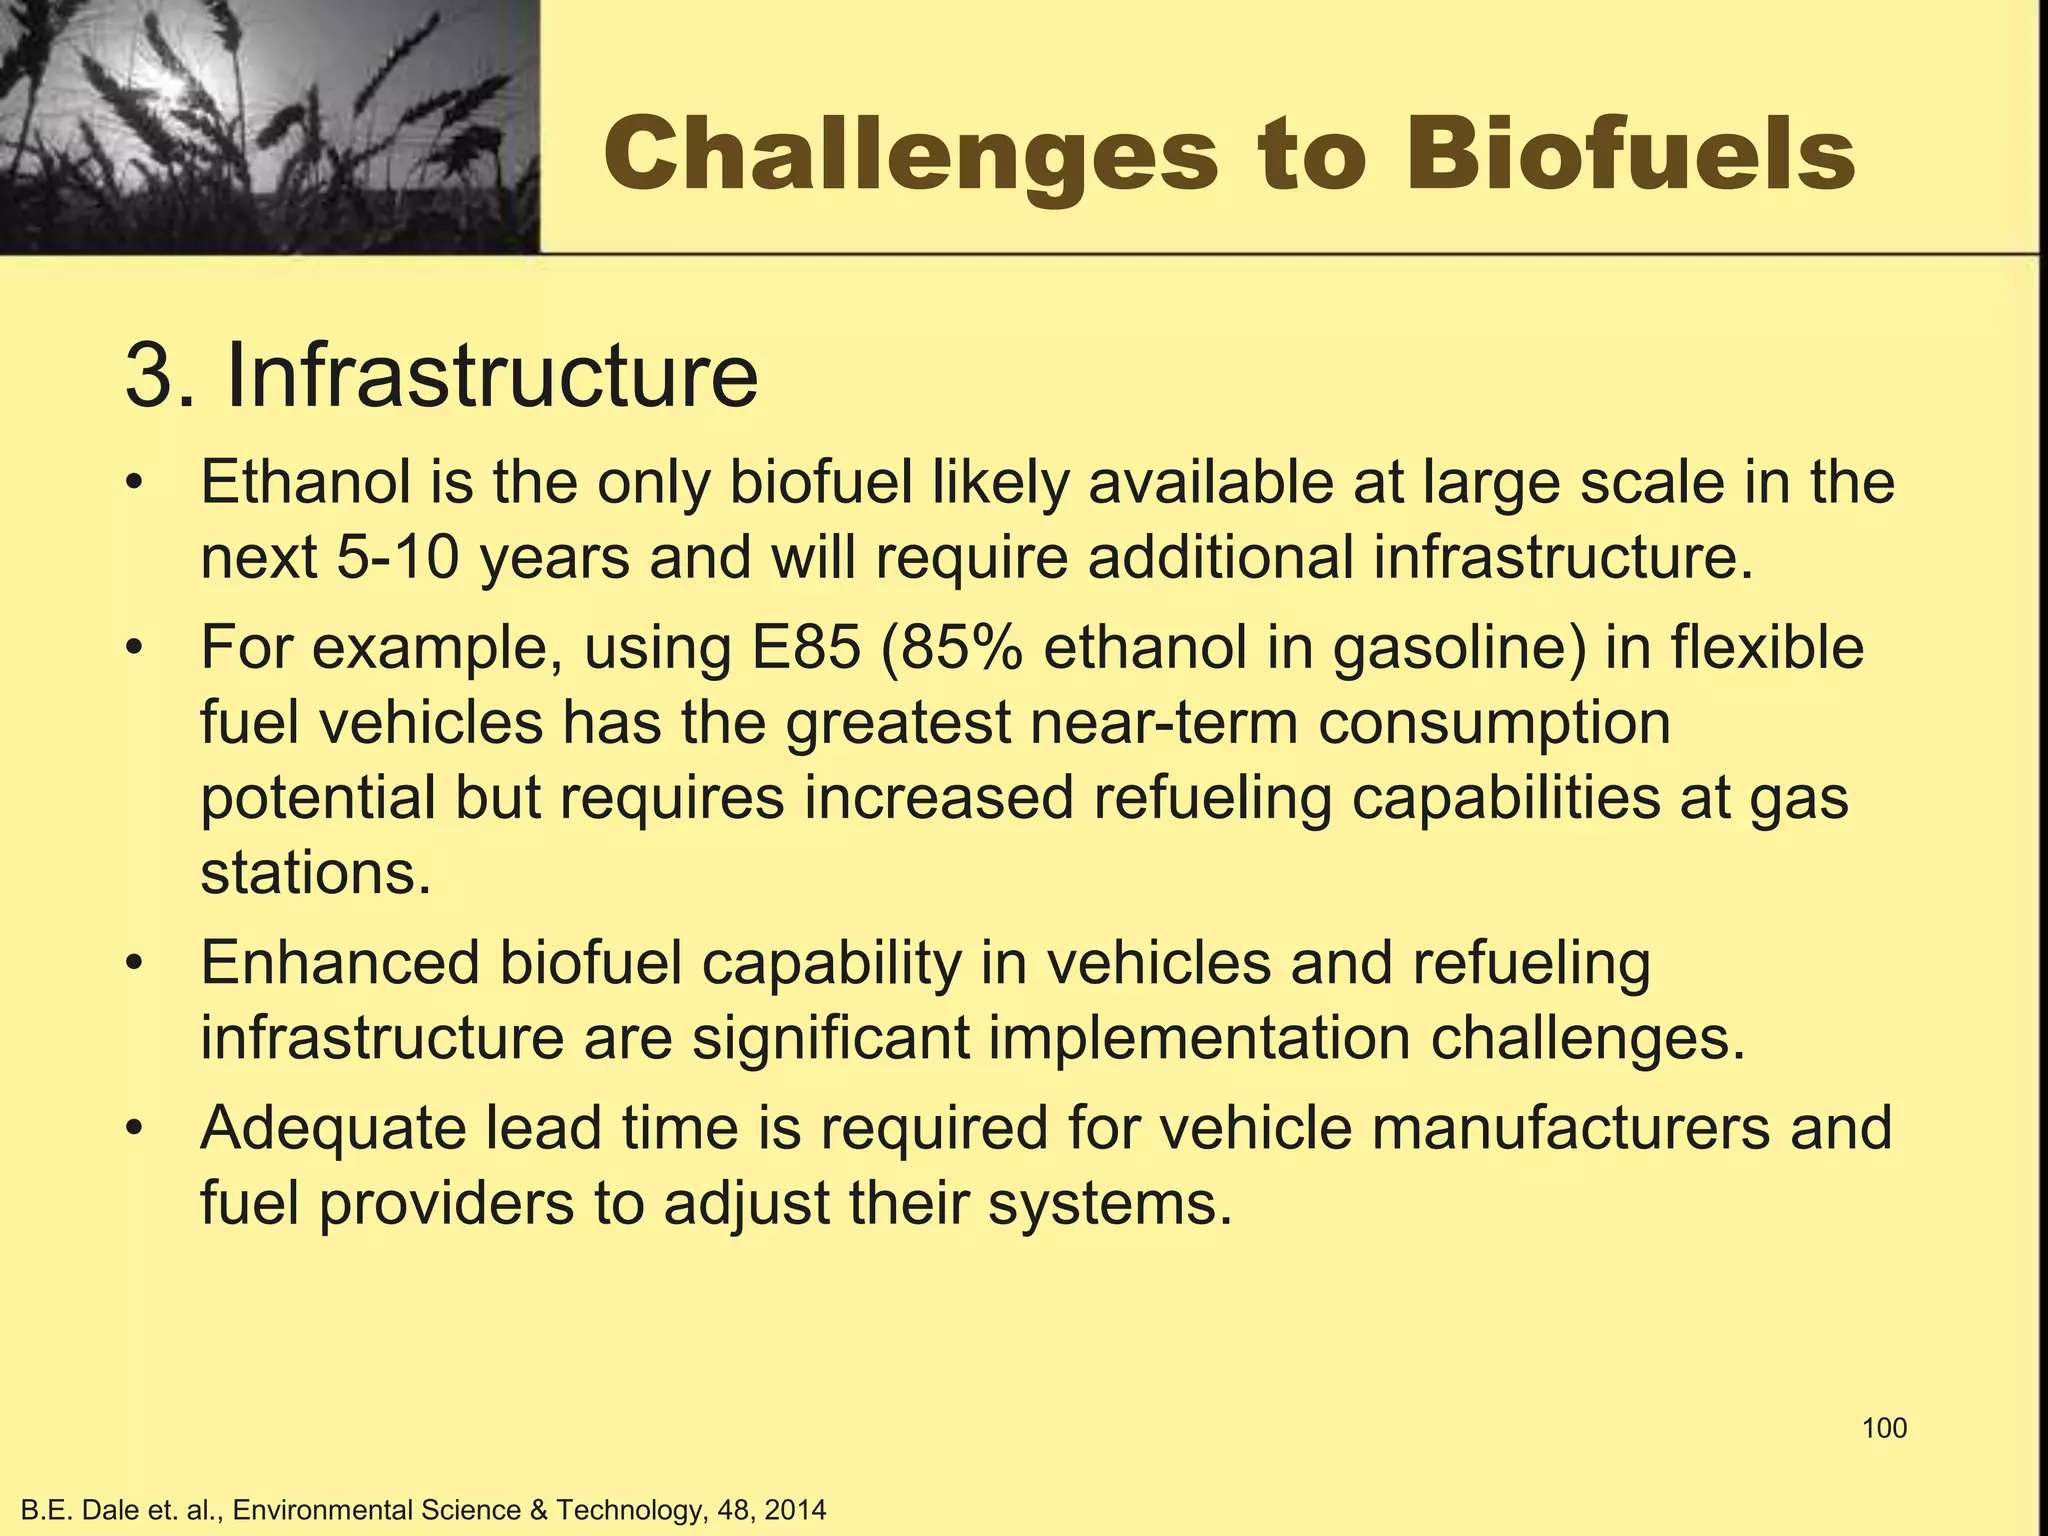 Challenges to Biofuels
3. Infrastructure
• Ethanol is the only biofuel likely available at large scale in the
next 5-10 years and will require additional infrastructure.
• For example, using E85 (85% ethanol in gasoline) in flexible
fuel vehicles has the greatest near-term consumption
potential but requires increased refueling capabilities at gas
stations.
• Enhanced biofuel capability in vehicles and refueling
infrastructure are significant implementation challenges.
• Adequate lead time is required for vehicle manufacturers and
fuel providers to adjust their systems.
100
B.E. Dale et. al., Environmental Science & Technology, 48, 2014